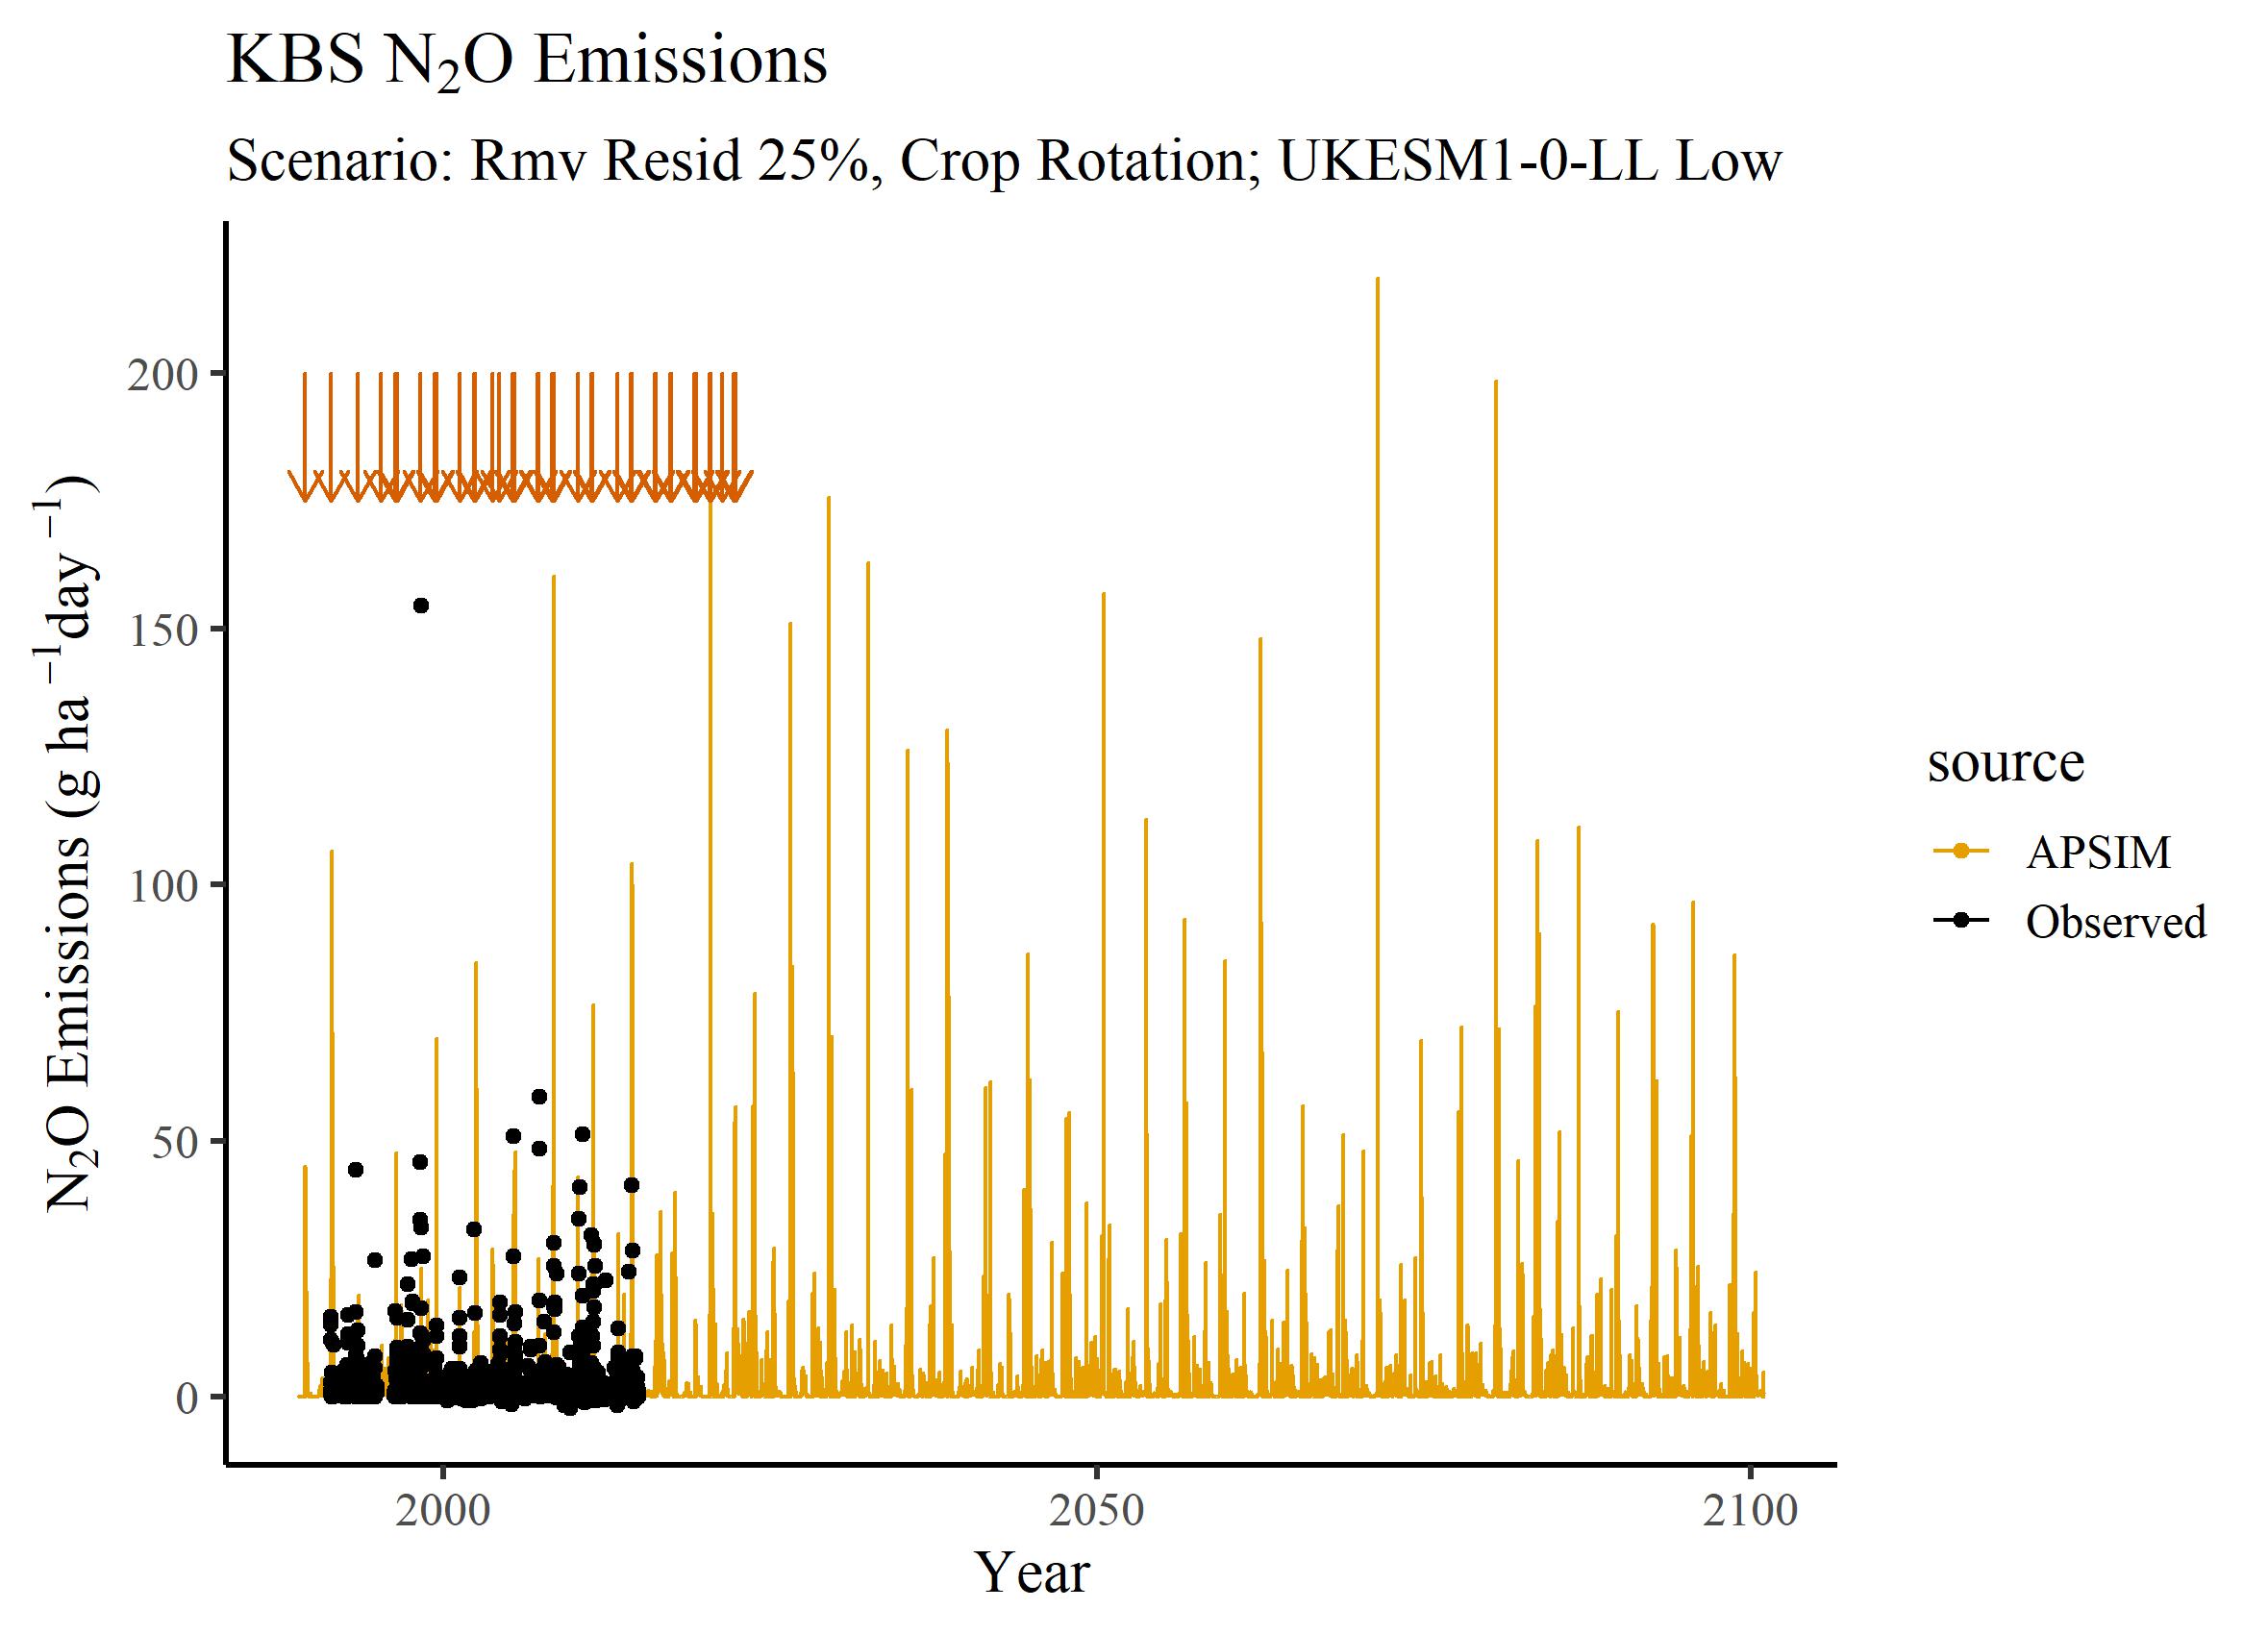 KBS N₂O Emissions
Scenario: Rmv Resid 25%, Crop Rotation; UKESM1-0-LL Low
N₂O Emissions (g ha ⁻¹day ⁻¹)
200
150
100
50
0
2000 2050 2100
Year
source
APSIM
Observed